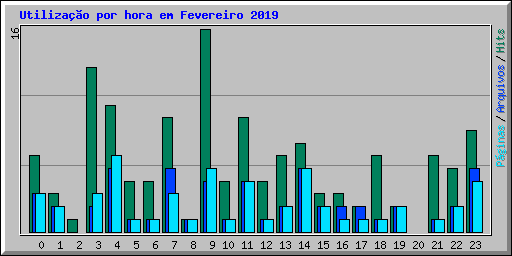 Utilização por hora em Fevereiro 2019
16
Páginas / Arquivos / Hits
0 1 2 3 4 5 6 7 8 9 10 11 12 13 14 15 16 17 18 19 20 21 22 23